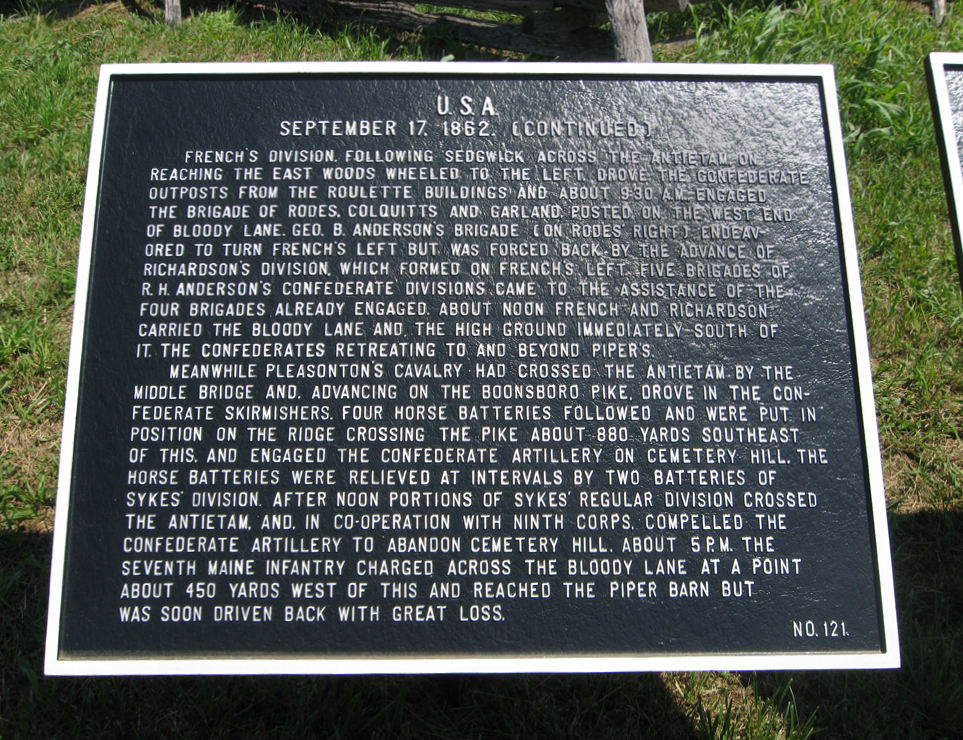 U.S.A.
SEPTEMBER 17, 1862. (CONTINUED)
FRENCH'S DIVISION, FOLLOWING SEDGWICK ACROSS THE ANTIETAM, ON
REACHING THE EAST WOODS WHEELED TO THE LEFT, DROVE THE CONFEDERATE
OUTPOSTS FROM THE ROULETTE BUILDINGS AND ABOUT 9:30 A.M. ENGAGED
THE BRIGADE OF RODES, COLQUITTS AND GARLAND, POSTED ON THE WEST END
OF BLOODY LANE. GEO. B. ANDERSON'S BRIGADE (ON RODES' RIGHT) ENDEAV-
ORED TO TURN FRENCH'S LEFT BUT WAS FORCED BACK BY THE ADVANCE OF
RICHARDSON'S DIVISION, WHICH FORMED ON FRENCH'S LEFT. FIVE BRIGADES OF
R.H. ANDERSON'S CONFEDERATE DIVISIONS CAME TO THE ASSISTANCE OF THE
FOUR BRIGADES ALREADY ENGAGED. ABOUT NOON FRENCH AND RICHARDSON
CARRIED THE BLOODY LANE AND, THE HIGH GROUND IMMEDIATELY SOUTH OF
IT, THE CONFEDERATES RETREATING TO AND BEYOND PIPER'S.
MEANWHILE PLEASONTON'S CAVALRY HAD CROSSED THE ANTIETAM BY THE
MIDDLE BRIDGE AND, ADVANCING ON THE BOONSBORO PIKE, DROVE IN THE CON-
FEDERATE SKIRMISHERS. FOUR HORSE BATTERIES FOLLOWED AND WERE PUT IN
POSITION ON THE RIDGE CROSSING THE PIKE ABOUT 880 YARDS SOUTHEAST
OF THIS, AND ENGAGED THE CONFEDERATE ARTILLERY ON CEMETERY HILL. THE
HORSE BATTERIES WERE RELIEVED AT INTERVALS BY TWO BATTERIES OF
SYKES' DIVISION. AFTER NOON PORTIONS OF SYKES' REGULAR DIVISION CROSSED
THE ANTIETAM, AND, IN CO-OPERATION WITH NINTH CORPS, COMPELLED THE
CONFEDERATE ARTILLERY TO ABANDON CEMETERY HILL. ABOUT 5 P.M. THE
SEVENTH MAINE INFANTRY CHARGED ACROSS THE BLOODY LANE AT A POINT
ABOUT 450 YARDS WEST OF THIS AND REACHED THE PIPER BARN BUT
WAS SOON DRIVEN BACK WITH GREAT LOSS.
NO. 121.